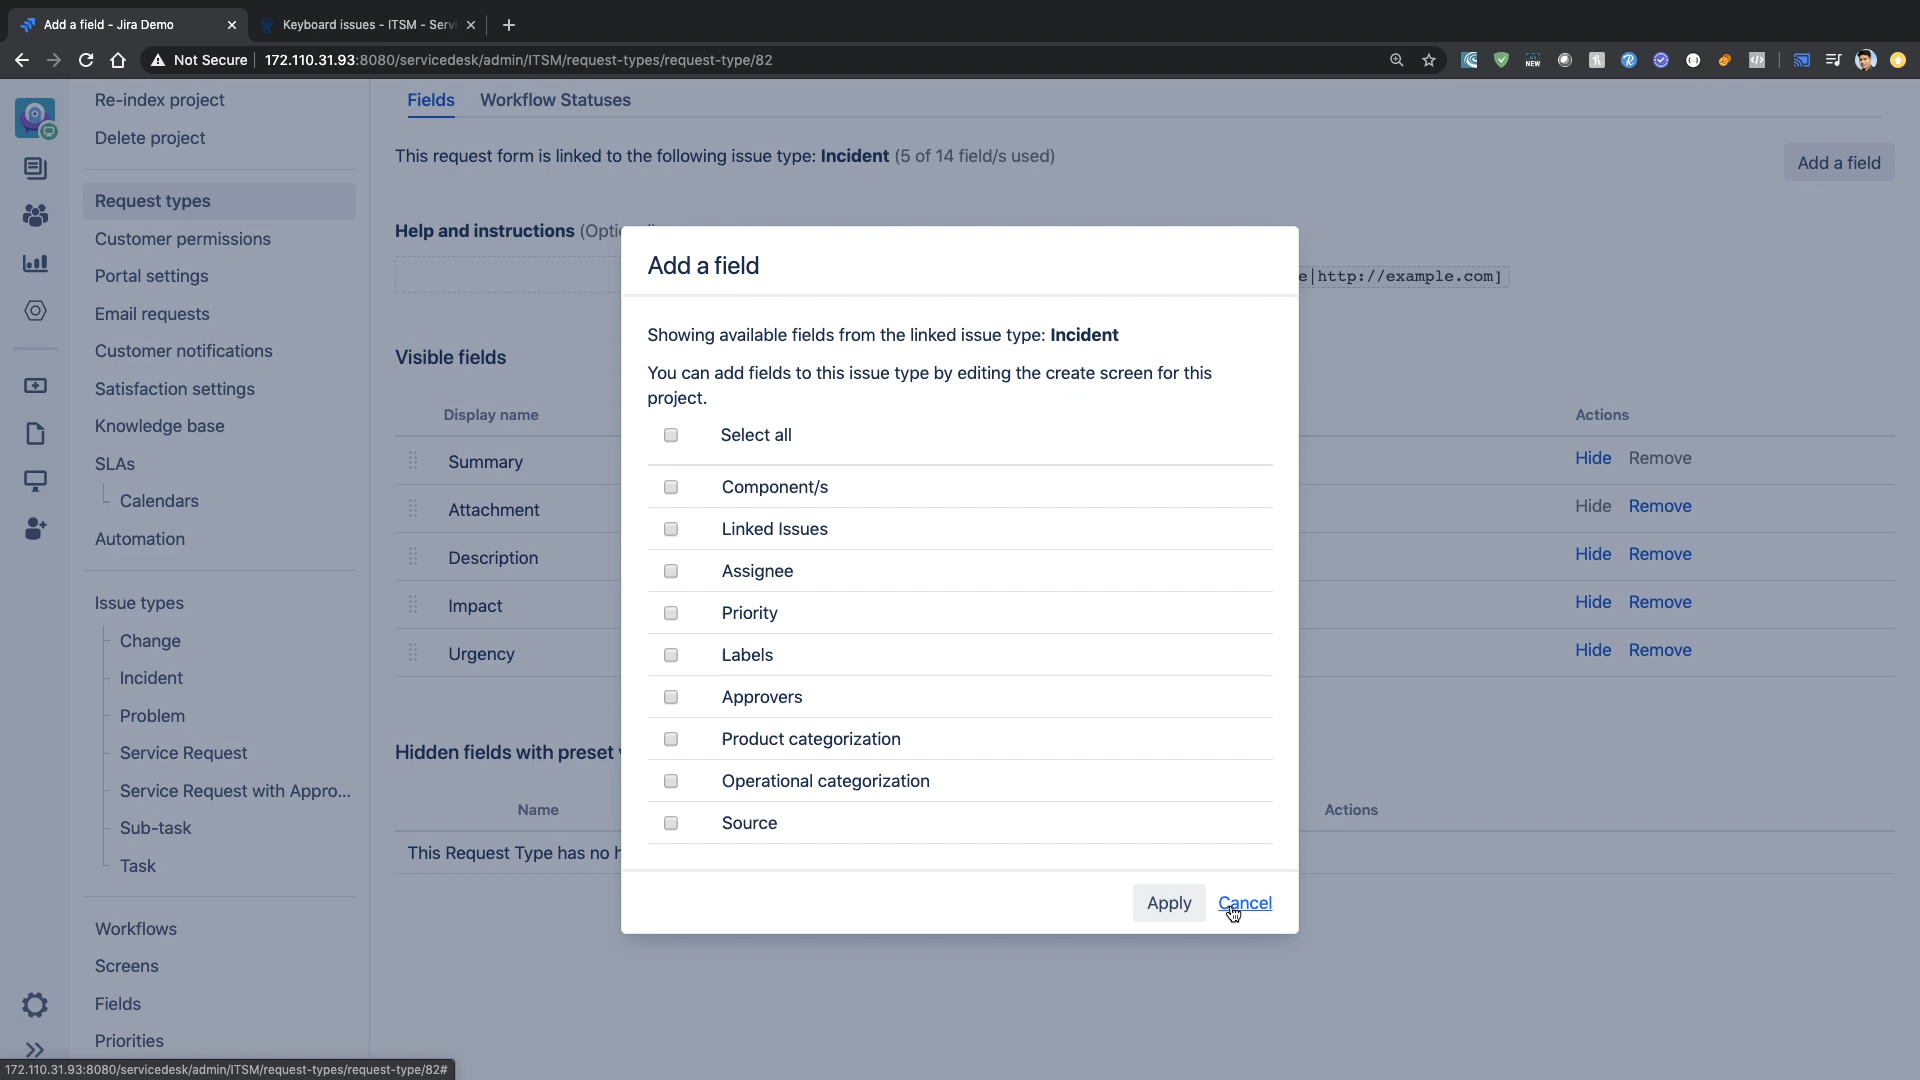 Add a field - Jira Demo
Keyboard issues - ITSM - Serv
Not Secure
172.110.31.93:8080/servicedesk/admin/ITSM/request-types/request-type/82
NEW
Re-index project
Delete project
Request types
Customer permissions
Portal settings
Email requests
Customer notifications
Satisfaction settings
Knowledge base
SLAs
Calendars
Automation
Issue types
Change
Incident
Problem
Service Request
Service Request with Appro...
Sub-task
Task
Workflows
Screens
Fields
Priorities
172.110.31.93:8080/servicedesk/admin/ITSM/request-types/request-type/82#
Fields
Workflow Statuses
This request form is linked to the following issue type: Incident (5 of 14 field/s used)
Add a field
Help and instructions
e|http://example.com]
Visible fields
Display name
Actions
Summary
Hide Remove
Attachment
Hide Remove
Description
Hide Remove
Impact
Hide Remove
Urgency
Hide Remove
Hidden fields with preset
Name
Actions
This Request Type has no
Add a field
Showing available fields from the linked issue type: Incident
You can add fields to this issue type by editing the create screen for this
project.
Select all
Component/s
Linked Issues
Assignee
Priority
Labels
Approvers
Product categorization
Operational categorization
Source
Apply
Cancel